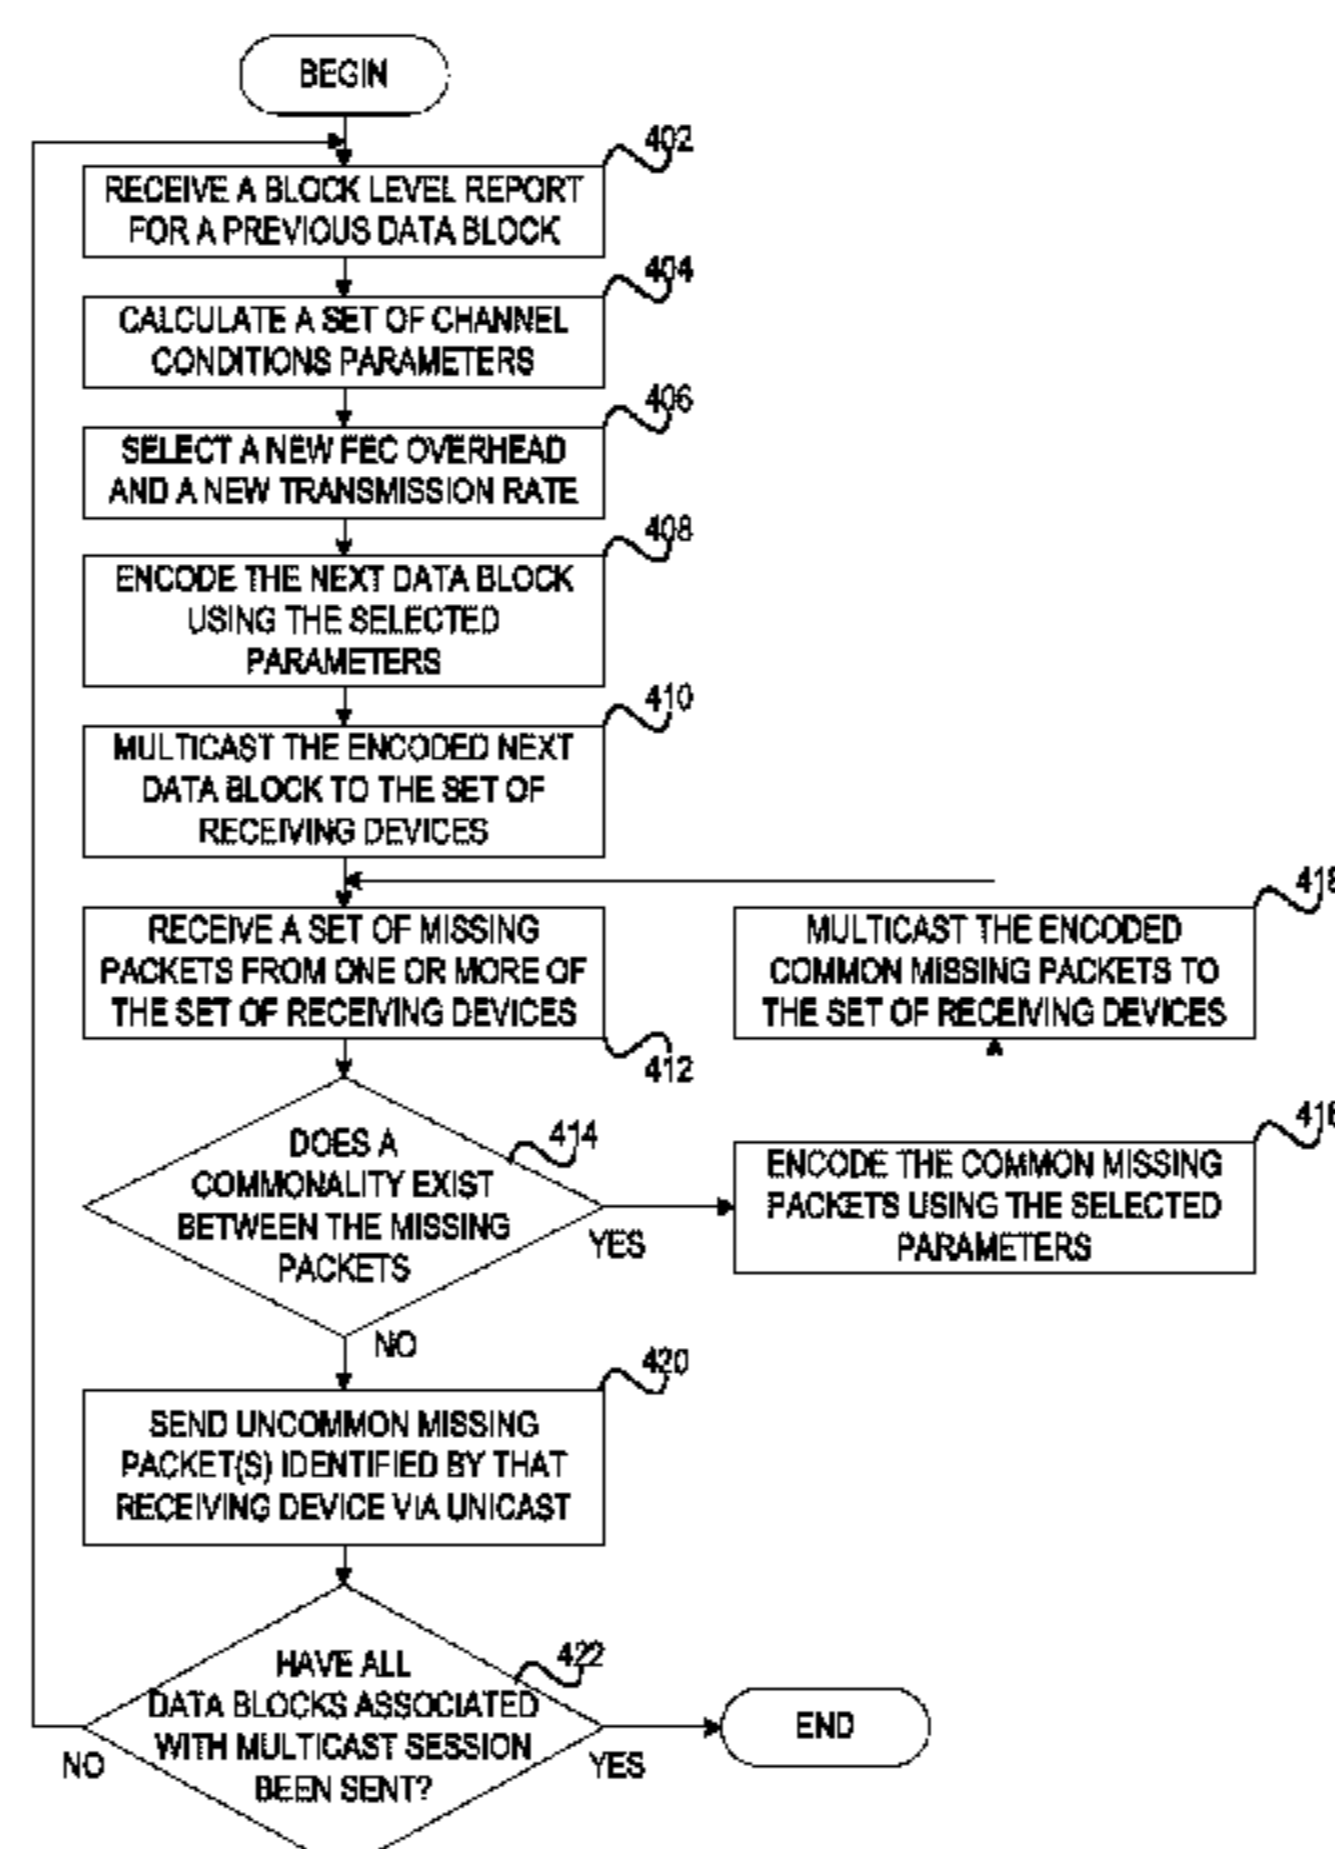 BEGIN
402
RECEIVE A BLOCK LEVEL REPORT
FOR A PREVIOUS DATA BLOCK
404
CALCULATE A SET OF CHANNEL
CONDITIONS PARAMETERS
406
SELECT A NEW FEC OVERHEAD
AND A NEW TRANSMISSION RATE
408
ENCODE THE NEXT DATA BLOCK
USING THE SELECTED
PARAMETERS
410
MULTICAST THE ENCODED NEXT
DATA BLOCK TO THE SET OF
RECEIVING DEVICES
RECEIVE A SET OF MISSING
PACKETS FROM ONE OR MORE OF
THE SET OF RECEIVING DEVICES
412
418
MULTICAST THE ENCODED
COMMON MISSING PACKETS TO
THE SET OF RECEIVING DEVICES
414
DOES A
COMMONALITY EXIST
BETWEEN THE MISSING
PACKETS
YES
416
ENCODE THE COMMON MISSING
PACKETS USING THE SELECTED
PARAMETERS
NO
420
SEND UNCOMMON MISSING
PACKET(S) IDENTIFIED BY THAT
RECEIVING DEVICE VIA UNICAST
422
HAVE ALL
DATA BLOCKS ASSOCIATED
WITH MULTICAST SESSION
BEEN SENT?
NO
YES
END